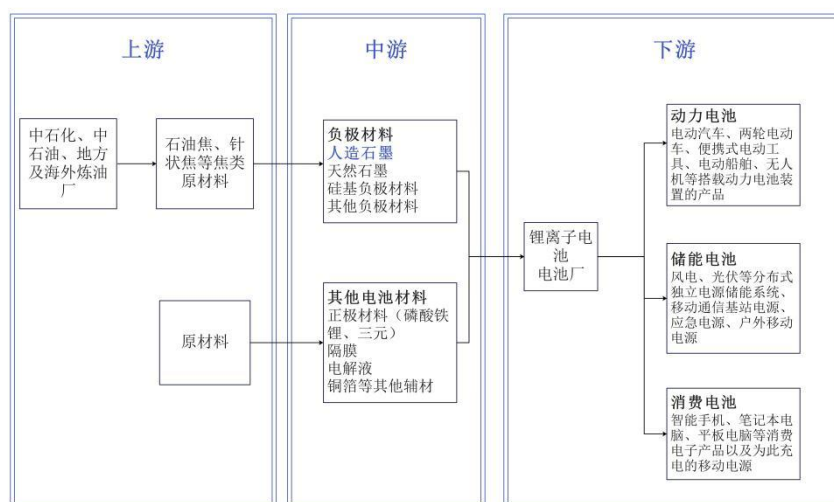 上游
中游
下游
中石化、中
石油、地方
及海外炼油
厂
石油焦、针
状焦等焦类
原材料
负极材料
人造石墨
天然石墨
硅基负极材料
其他负极材料
原材料
其他电池材料
正极材料（磷酸铁
锂、三元）
隔膜
电解液
铜箔等其他辅材
锂离子电
池
电池厂
动力电池
电动汽车、两轮电动
车、便携式电动工
具、电动船舶、无人
机等搭载动力电池装
置的产品
储能电池
风电、光伏等分布式
独立电源储能系统、
移动通信基站电源、
应急电源、户外移动
电源
消费电池
智能手机、笔记本电
脑、平板电脑等消费
电子产品以及为此充
电的移动电源